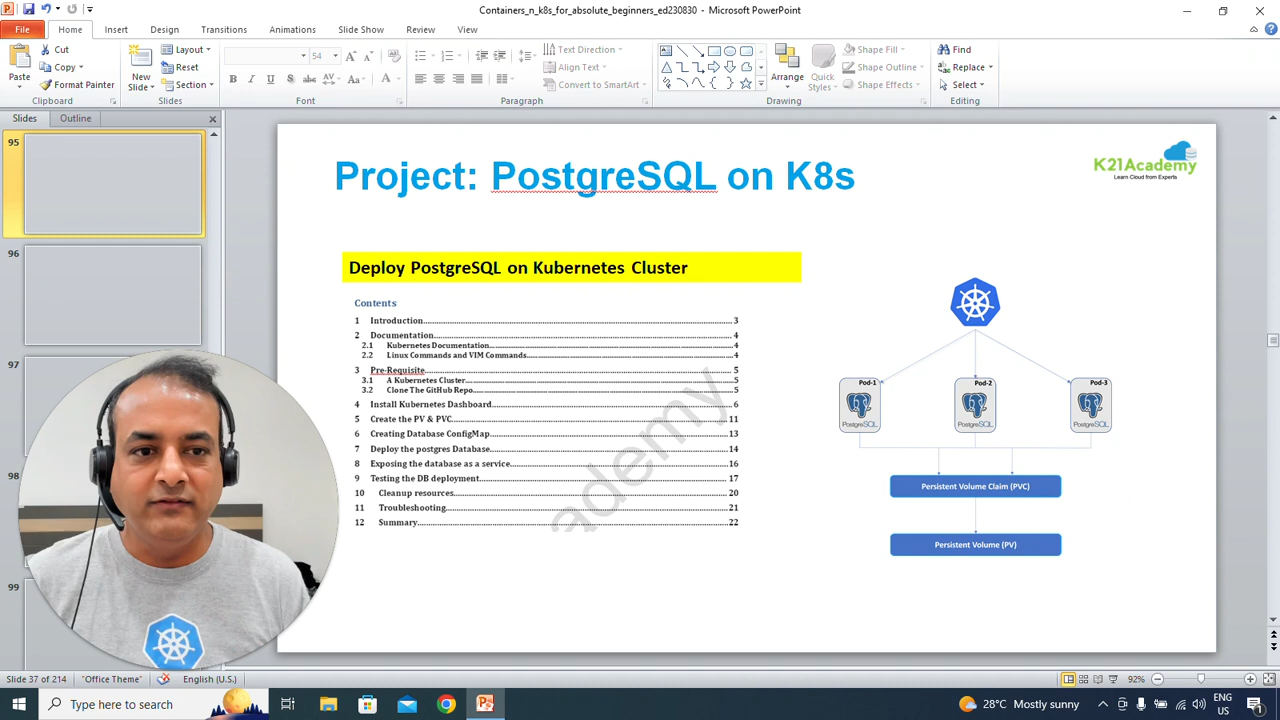 Containers_n_k8s_for_absolute_beginners_ed230830 - Microsoft PowerPoint
File Home Insert Design Transitions Animations Slide Show Review View
Paste Cut Copy Format Painter Clipboard
New Slide Layout Reset Section Slides
54 Font
Text Direction Align Text Convert to SmartArt Paragraph
Arrange Quick Styles Shape Fill Shape Outline Shape Effects Drawing
Find Replace Select Editing
Slides Outline
95
96
97
98
99
Project: PostgreSQL on K8s
K21Academy
Learn Cloud from Experts
Deploy PostgreSQL on Kubernetes Cluster
Contents
1 Introduction 3
2 Documentation 4
2.1 Kubernetes Documentation 4
2.2 Linux Commands and VIM Commands 4
3 Pre-Requisite 5
3.1 A Kubernetes Cluster 5
3.2 Clone The GitHub Repo 5
4 Install Kubernetes Dashboard 6
5 Create the PV & PVC 11
6 Creating Database ConfigMap 13
7 Deploy the postgres Database 14
8 Exposing the database as a service 16
9 Testing the DB deployment 17
10 Cleanup resources 20
11 Troubleshooting 21
12 Summary 22
ademy
Pod-1 Pod-2 Pod-3
PostgreSQL PostgreSQL PostgreSQL
Persistent Volume Claim (PVC)
Persistent Volume (PV)
Slide 37 of 214 "Office Theme" English (U.S.) 92%
Type here to search 28°C Mostly sunny ENG
US
1